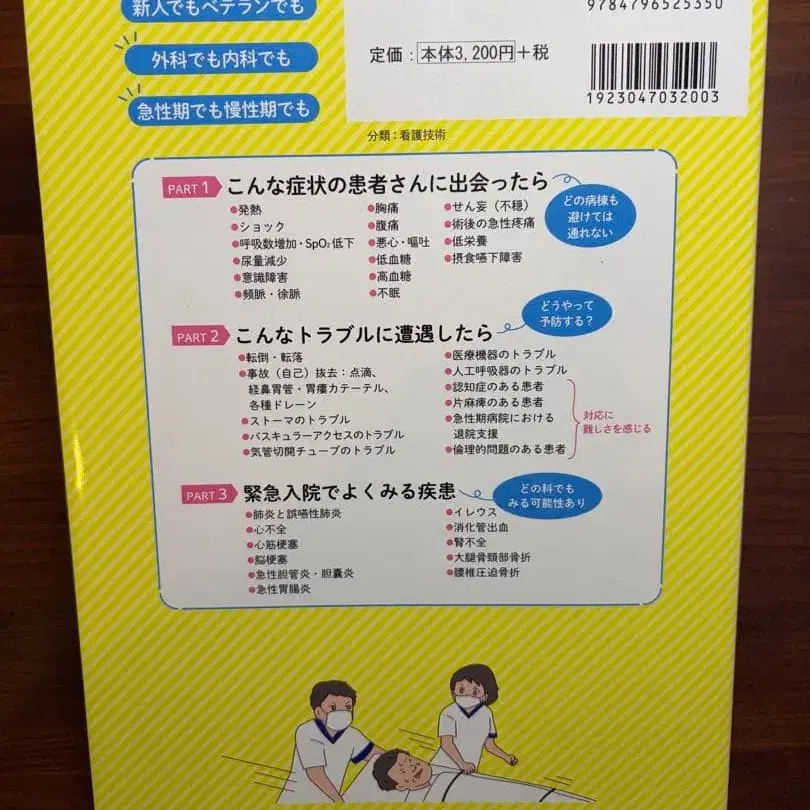 新人でもベテランでも
外科でも内科でも
急性期でも慢性期でも
9784796525350
定価：本体3,200円＋税
1923047032003
分類：看護技術
PART 1 こんな症状の患者さんに出会ったら
どの病棟も
避けては
通れない
●発熱
●ショック
●呼吸数増加・SpO₂低下
●尿量減少
●意識障害
●頻脈・徐脈
●胸痛
●腹痛
●悪心・嘔吐
●低血糖
●高血糖
●不眠
●せん妄（不穏）
●術後の急性疼痛
●低栄養
●摂食嚥下障害
PART 2 こんなトラブルに遭遇したら
どうやって
予防する？
●転倒・転落
●事故（自己）抜去：点滴、
経鼻胃管・胃瘻カテーテル、
各種ドレーン
●ストーマのトラブル
●バスキュラーアクセスのトラブル
●気管切開チューブのトラブル
●医療機器のトラブル
●人工呼吸器のトラブル
●認知症のある患者
●片麻痺のある患者
●急性期病院における
退院支援
●倫理的問題のある患者
対応に
難しさを感じる
PART 3 緊急入院でよくみる疾患
どの科でも
みる可能性あり
●肺炎と誤嚥性肺炎
●心不全
●心筋梗塞
●脳梗塞
●急性胆管炎・胆嚢炎
●急性胃腸炎
●イレウス
●消化管出血
●腎不全
●大腿骨頸部骨折
●腰椎圧迫骨折